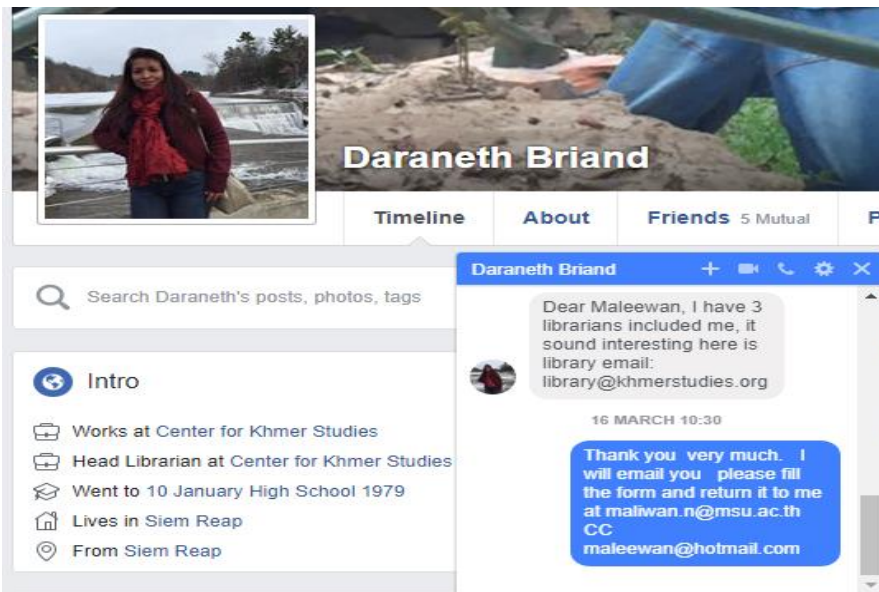 Daraneth Briand
Timeline About Friends 5 Mutual P
Search Daraneth's posts, photos, tags
Intro
Works at Center for Khmer Studies
Head Librarian at Center for Khmer Studies
Went to 10 January High School 1979
Lives in Siem Reap
From Siem Reap
Daraneth Briand
Dear Maleewan, I have 3
librarians included me, it
sound interesting here is
library email:
library@khmerstudies.org
16 MARCH 10:30
Thank you very much. I
will email you please fill
the form and return it to me
at maliwan.n@msu.ac.th
CC
maleewan@hotmail.com